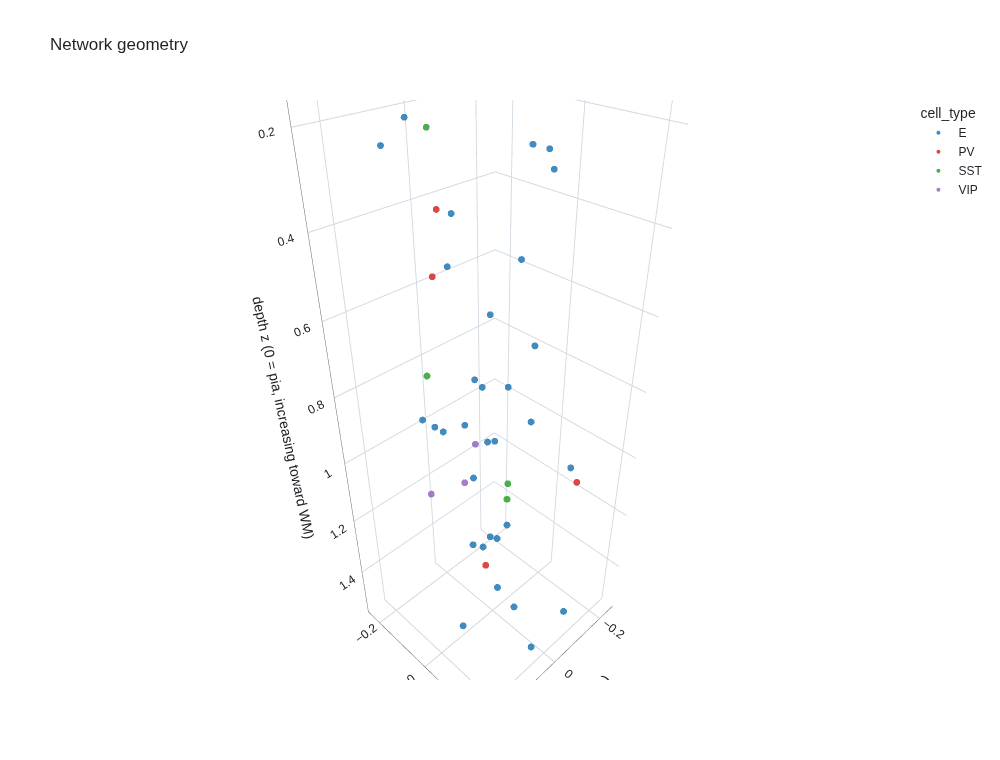 Network geometry
cell_type
E
PV
SST
VIP
0.2
0.4
0.6
0.8
1
1.2
1.4
depth z (0 = pia, increasing toward WM)
−0.2
0
−0.2
0